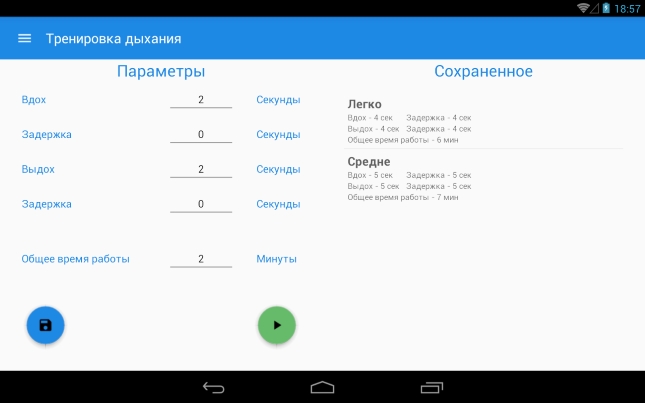 18:57
Тренировка дыхания
Параметры
Вдох 2 Секунды
Задержка 0 Секунды
Выдох 2 Секунды
Задержка 0 Секунды
Общее время работы 2 Минуты
Сохраненное
Легко
Вдох - 4 сек Задержка - 4 сек
Выдох - 4 сек Задержка - 4 сек
Общее время работы - 6 мин
Средне
Вдох - 5 сек Задержка - 5 сек
Выдох - 5 сек Задержка - 5 сек
Общее время работы - 7 мин